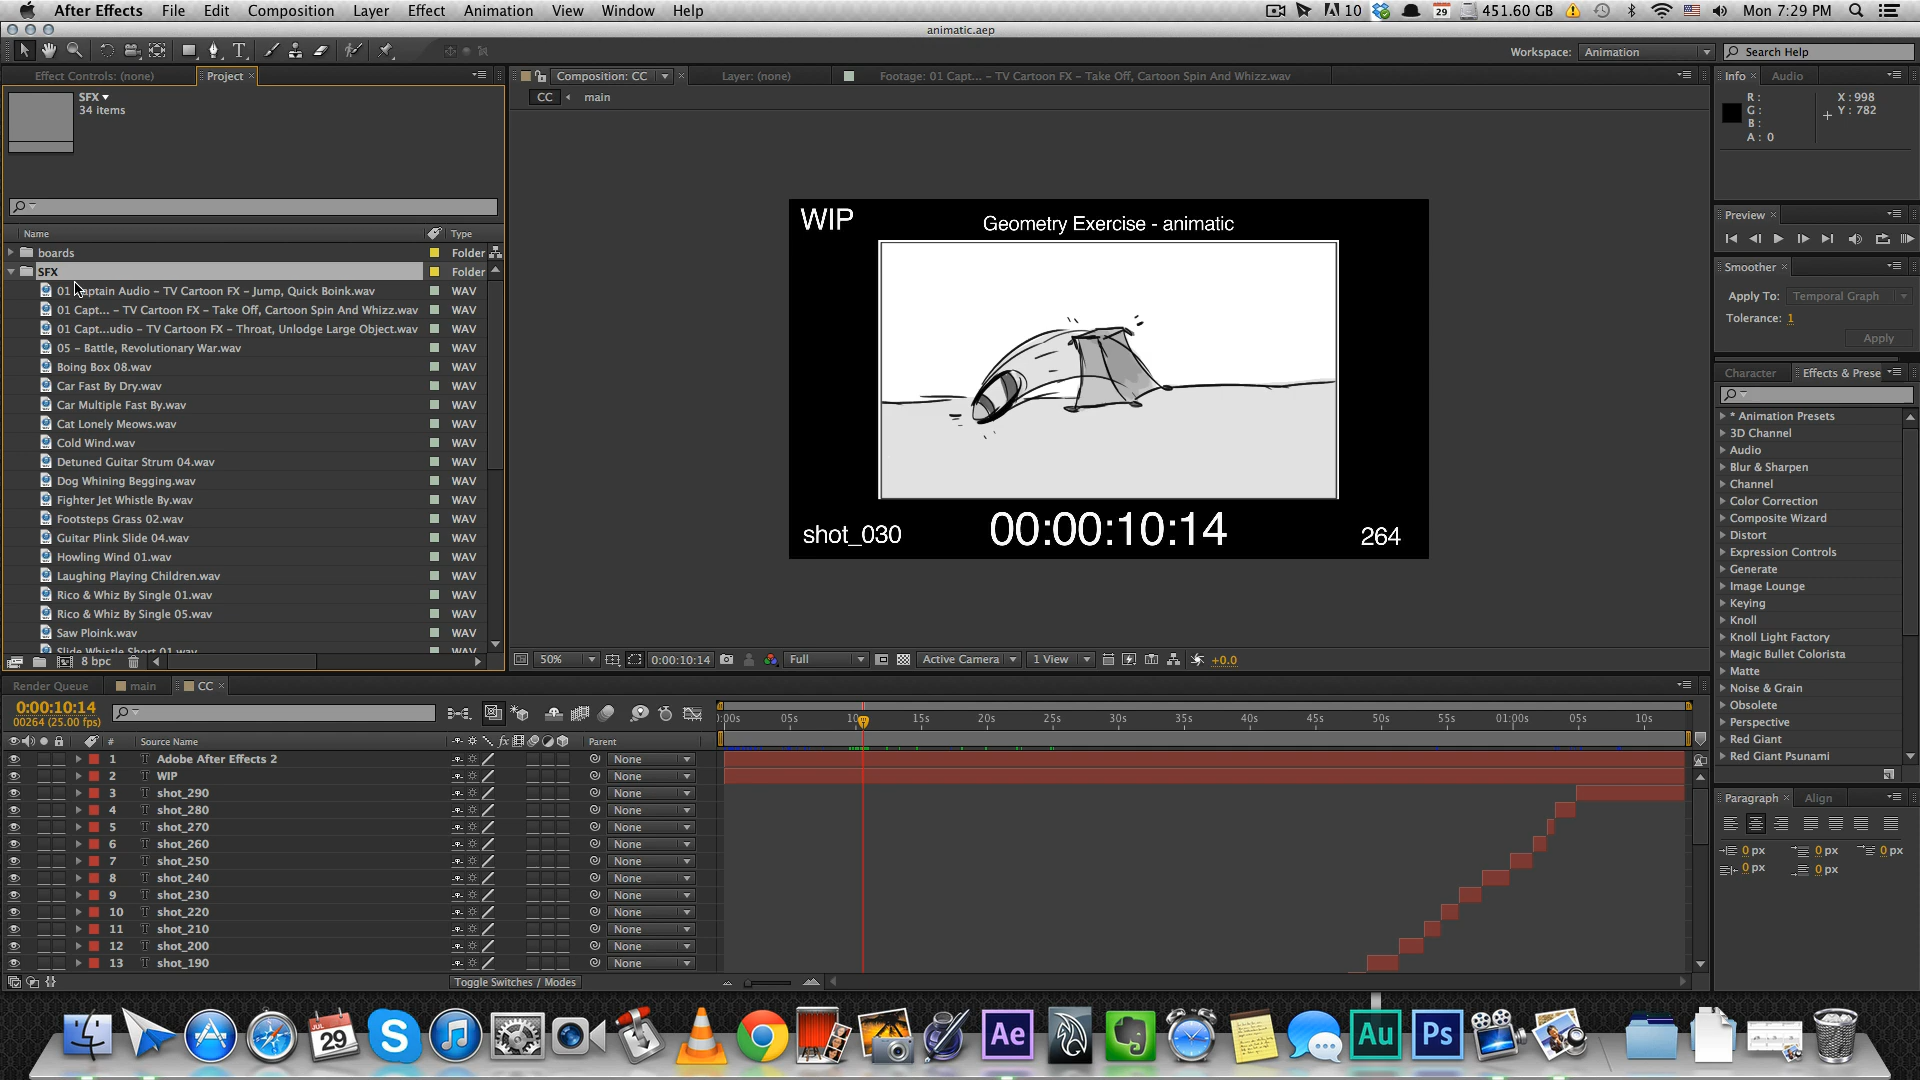 After Effects File Edit Composition Layer Effect Animation View Window Help 10 29 451.60 GB Mon 7:29 PM
animatic.aep
Workspace: Animation Search Help
Effect Controls: (none) Project Composition: CC Layer: (none) Footage: 01 Capt... – TV Cartoon FX – Take Off, Cartoon Spin And Whizz.wav Info Audio
SFX
34 items
CC main
R: X: 998
G: Y: 782
B:
A: 0
Name Type
boards Folder
SFX Folder
01 Captain Audio – TV Cartoon FX – Jump, Quick Boink.wav WAV
01 Capt... – TV Cartoon FX – Take Off, Cartoon Spin And Whizz.wav WAV
01 Capt...udio – TV Cartoon FX – Throat, Unlodge Large Object.wav WAV
05 – Battle, Revolutionary War.wav WAV
Boing Box 08.wav WAV
Car Fast By Dry.wav WAV
Car Multiple Fast By.wav WAV
Cat Lonely Meows.wav WAV
Cold Wind.wav WAV
Detuned Guitar Strum 04.wav WAV
Dog Whining Begging.wav WAV
Fighter Jet Whistle By.wav WAV
Footsteps Grass 02.wav WAV
Guitar Plink Slide 04.wav WAV
Howling Wind 01.wav WAV
Laughing Playing Children.wav WAV
Rico & Whiz By Single 01.wav WAV
Rico & Whiz By Single 05.wav WAV
Saw Ploink.wav WAV
Slide Whistle Short 01.wav WAV
8 bpc
WIP
Geometry Exercise - animatic
shot_030 00:00:10:14 264
50% 0:00:10:14 Full Active Camera 1 View +0.0
Preview
Smoother
Apply To: Temporal Graph
Tolerance: 1
Apply
Character Effects & Prese
* Animation Presets
3D Channel
Audio
Blur & Sharpen
Channel
Color Correction
Composite Wizard
Distort
Expression Controls
Generate
Image Lounge
Keying
Knoll
Knoll Light Factory
Magic Bullet Colorista
Matte
Noise & Grain
Obsolete
Perspective
Red Giant
Red Giant Psunami
Paragraph Align
0 px 0 px 0 px
0 px 0 px
Render Queue main CC
0:00:10:14
00264 (25.00 fps)
):00s 05s 10s 15s 20s 25s 30s 35s 40s 45s 50s 55s 01:00s 05s 10s
# Source Name fx Parent
1 T Adobe After Effects 2 None
2 T WIP None
3 T shot_290 None
4 T shot_280 None
5 T shot_270 None
6 T shot_260 None
7 T shot_250 None
8 T shot_240 None
9 T shot_230 None
10 T shot_220 None
11 T shot_210 None
12 T shot_200 None
13 T shot_190 None
Toggle Switches / Modes
JUL
29
S
Ae
Au
Ps